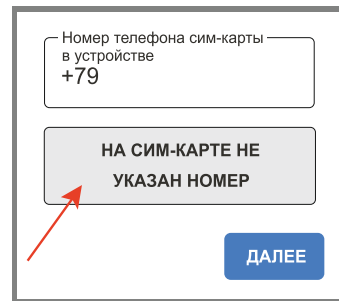 Номер телефона сим-карты
в устройстве
+79
НА СИМ-КАРТЕ НЕ
УКАЗАН НОМЕР
ДАЛЕЕ